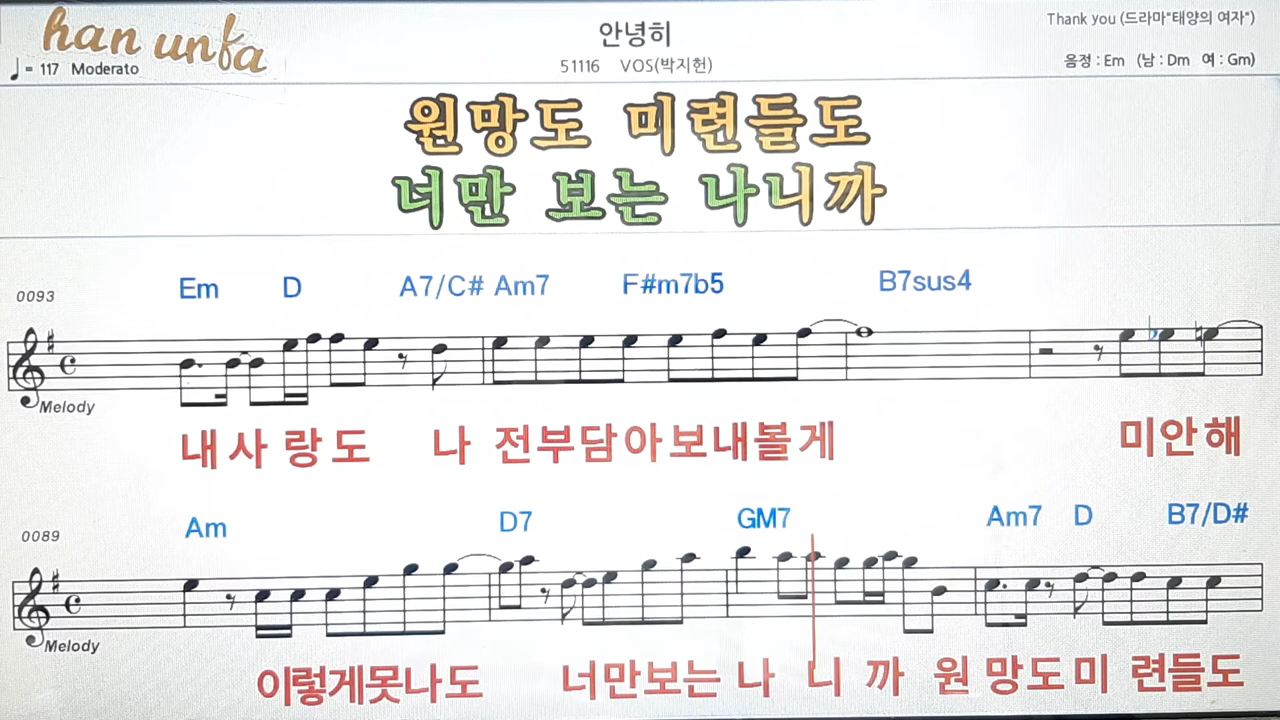 han unfa
♩= 117 Moderato
안녕히
51116 VOS(박지헌)
Thank you (드라마"태양의 여자")
음정 : Em (남 : Dm 여 : Gm)
원망도 미련들도
너만 보는 나니까
0093 Em D A7/C# Am7 F#m7b5 B7sus4
Melody
내사랑도 나 전부담아보내볼게 미안해
0089 Am D7 GM7 Am7 D B7/D#
Melody
이렇게못나도 너만보는 나 니 까 원 망도미 련들도